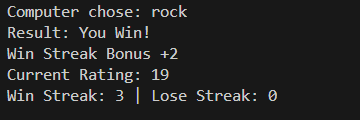 Computer chose: rock
Result: You Win!
Win Streak Bonus +2
Current Rating: 19
Win Streak: 3 | Lose Streak: 0